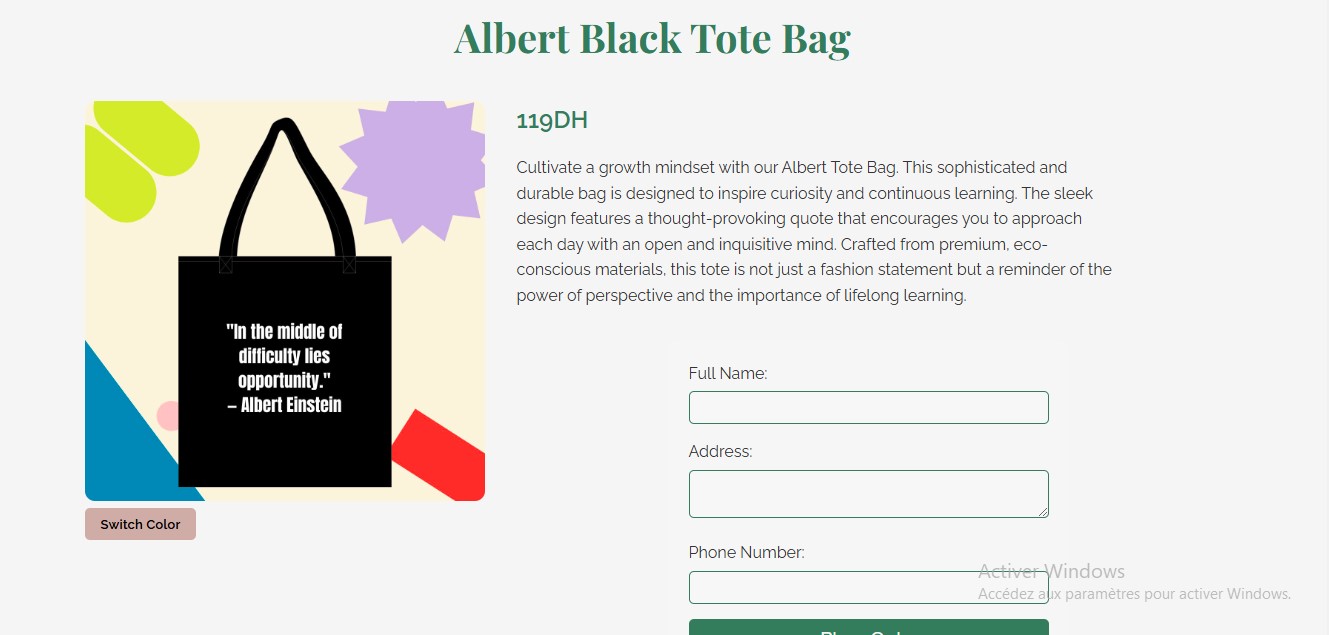 Albert Black Tote Bag
119DH
Cultivate a growth mindset with our Albert Tote Bag. This sophisticated and
durable bag is designed to inspire curiosity and continuous learning. The sleek
design features a thought-provoking quote that encourages you to approach
each day with an open and inquisitive mind. Crafted from premium, eco-
conscious materials, this tote is not just a fashion statement but a reminder of the
power of perspective and the importance of lifelong learning.
"In the middle of
difficulty lies
opportunity."
– Albert Einstein
Switch Color
Full Name:
Address:
Phone Number:
Activer Windows
Accédez aux paramètres pour activer Windows.